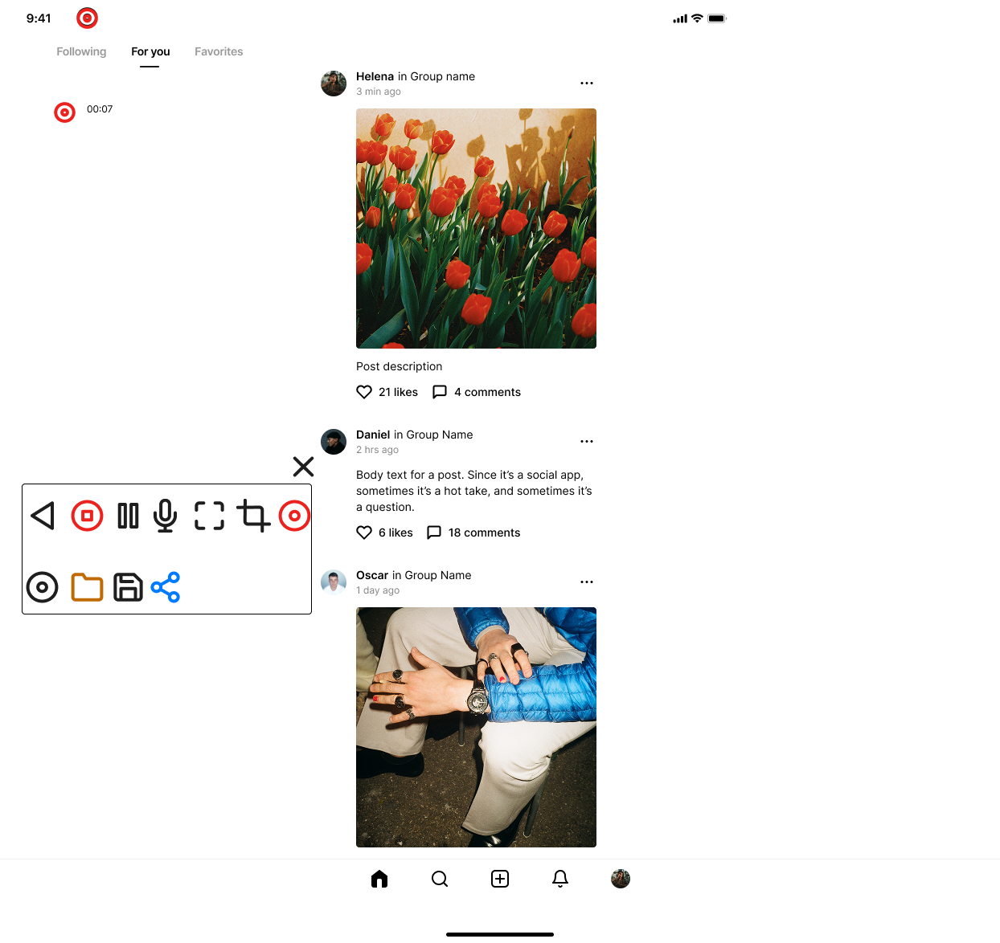 9:41
Following For you Favorites
00:07
Helena in Group name
3 min ago
Post description
21 likes 4 comments
Daniel in Group Name
2 hrs ago
Body text for a post. Since it’s a social app,
sometimes it’s a hot take, and sometimes it’s
a question.
6 likes 18 comments
Oscar in Group Name
1 day ago